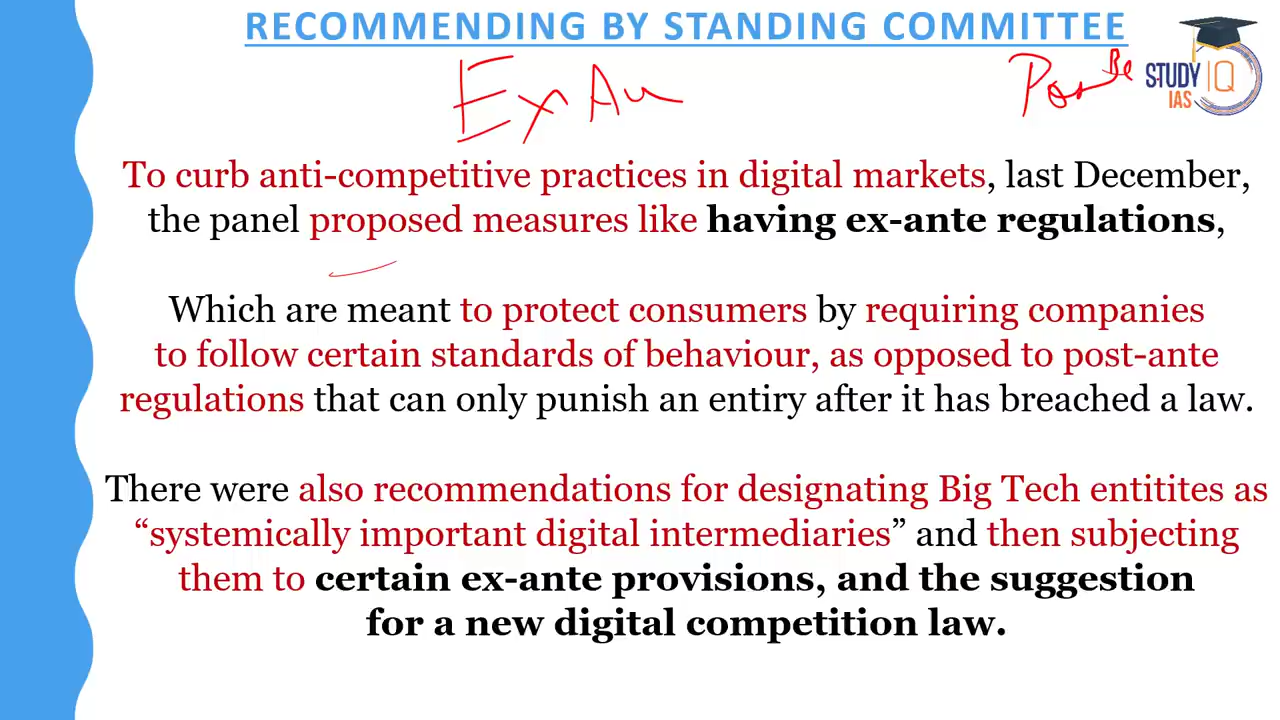 RECOMMENDING BY STANDING COMMITTEE
STUDY IQ
IAS
To curb anti-competitive practices in digital markets, last December,
the panel proposed measures like having ex-ante regulations,
Which are meant to protect consumers by requiring companies
to follow certain standards of behaviour, as opposed to post-ante
regulations that can only punish an entiry after it has breached a law.
There were also recommendations for designating Big Tech entitites as
“systemically important digital intermediaries” and then subjecting
them to certain ex-ante provisions, and the suggestion
for a new digital competition law.